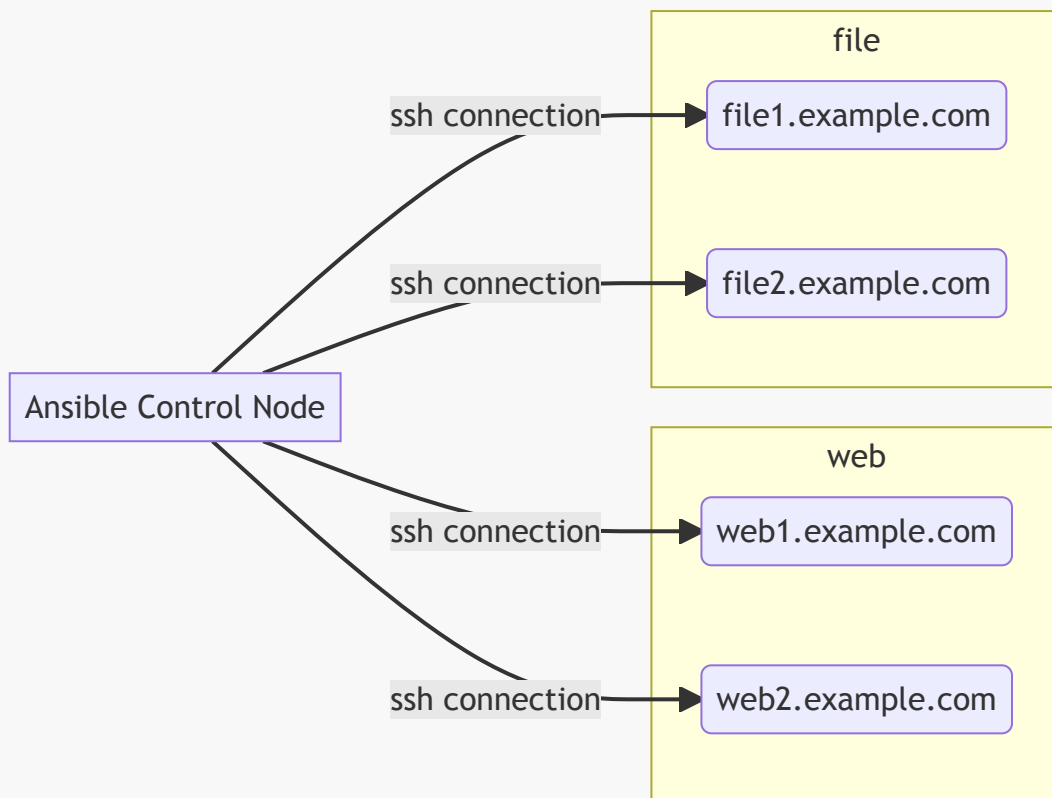 file
ssh connection
file1.example.com
ssh connection
file2.example.com
Ansible Control Node
web
ssh connection
web1.example.com
ssh connection
web2.example.com